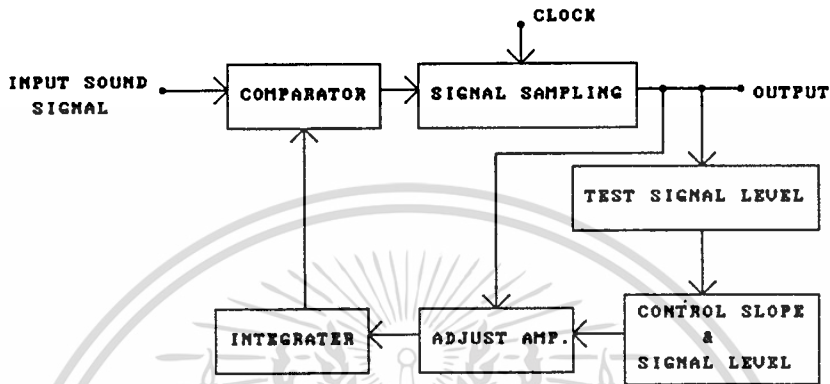 CLOCK
INPUT SOUND
SIGNAL
COMPARATOR
SIGNAL SAMPLING
OUTPUT
TEST SIGNAL LEVEL
INTEGRATER
ADJUST AMP.
CONTROL SLOPE
&
SIGNAL LEVEL